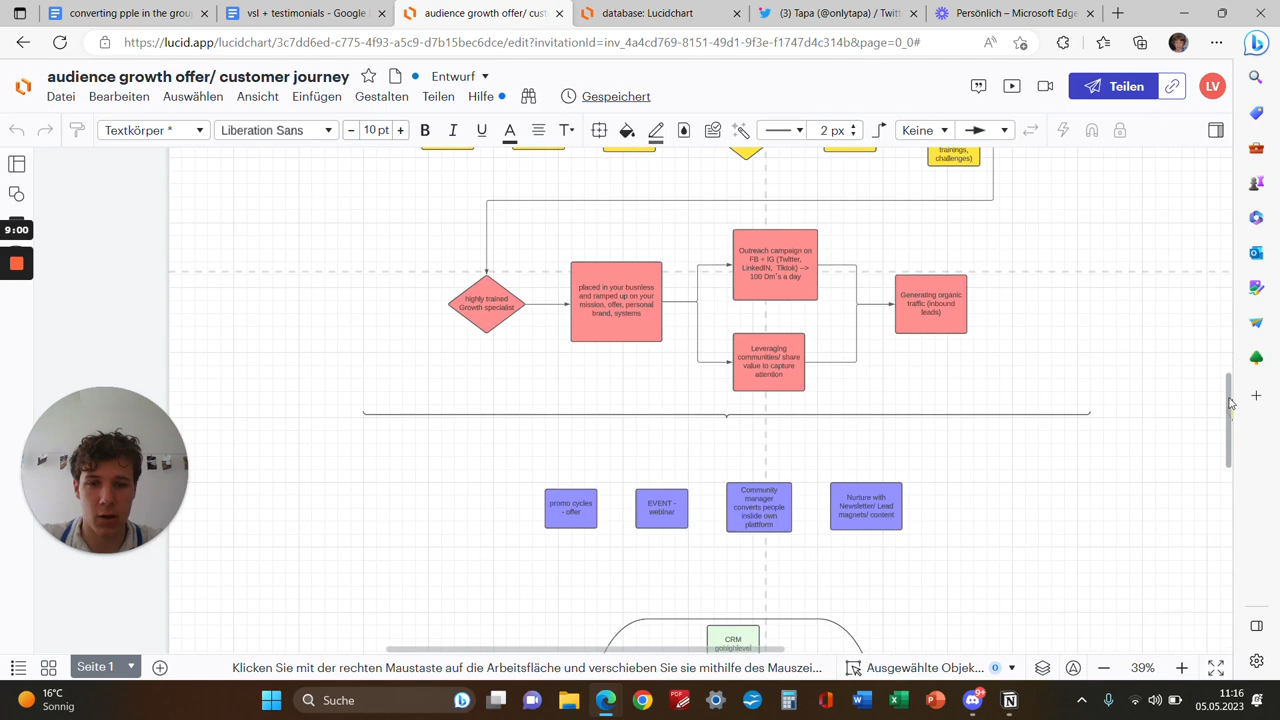 converting pple in the group
vsl + testimonials - Google
audience growth offer/ cust
database: Lucidchart
(3) Tapa (@onlytapa) / Twitt
Persönlich – Microsoft Edge
https://lucid.app/lucidchart/3c7dd6ed-c775-4f93-a5c9-d7b15bec6dce/edit?invitationId=inv_4a4cd769-8151-49d1-9f3e-f1747d4c314b&page=0_0#
audience growth offer/ customer journey
Entwurf
Datei Bearbeiten Auswählen Ansicht Einfügen Gestalten Teilen Hilfe Gespeichert
Teilen
LV
Textkörper *
Liberation Sans
10 pt
B I U A T
2 px
Keine
trainings,
challenges)
9:00
highly trained
Growth specialist
placed in your busniess
and ramped up on your
mission, offer, personal
brand, systems
Outreach campaign on
FB + IG (Twitter,
LinkedIN, Tiktok) -->
100 Dm´s a day
Leveraging
communities/ share
value to capture
attention
Generating organic
traffic (inbound
leads)
promo cycles
- offer
EVENT -
webinar
Community
manager
converts people
inslide own
plattform
Nurture with
Newsletter/ Lead
magnets/ content
CRM
gohighlevel
Seite 1
Klicken Sie mit der rechten Maustaste auf die Arbeitsfläche und verschieben Sie sie mithilfe des Mauszei...
Ausgewählte Objek...
0
39%
16°C
Sonnig
Suche
11:16
05.05.2023